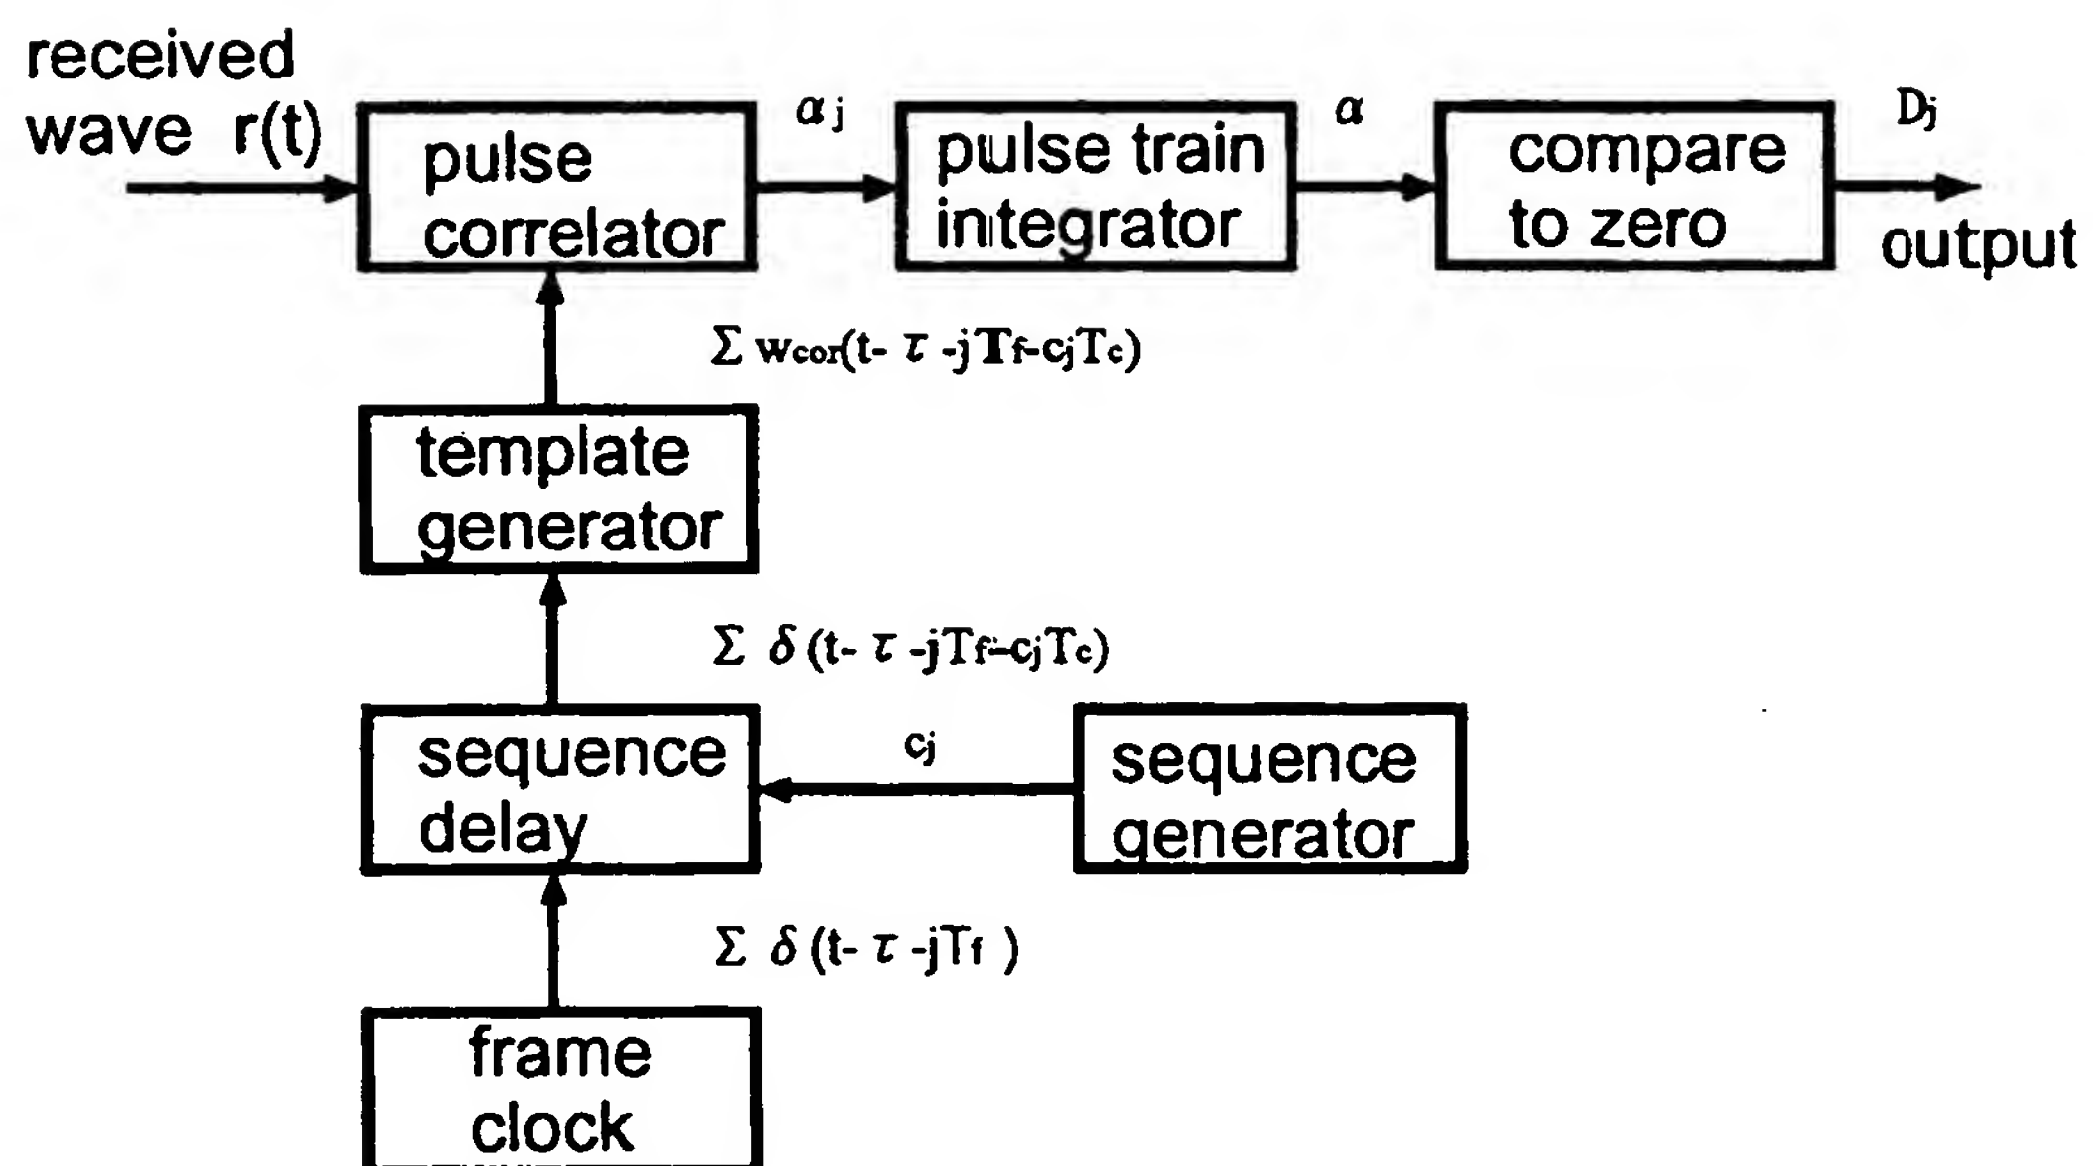 received
wave r(t)
pulse
correlator
αj
pulse train
integrator
α
compare
to zero
Dj
output
Σ wcor(t- τ -jTf-cjTc)
template
generator
Σ δ (t- τ -jTf-cjTc)
sequence
delay
cj
sequence
generator
Σ δ (t- τ -jTf )
frame
clock